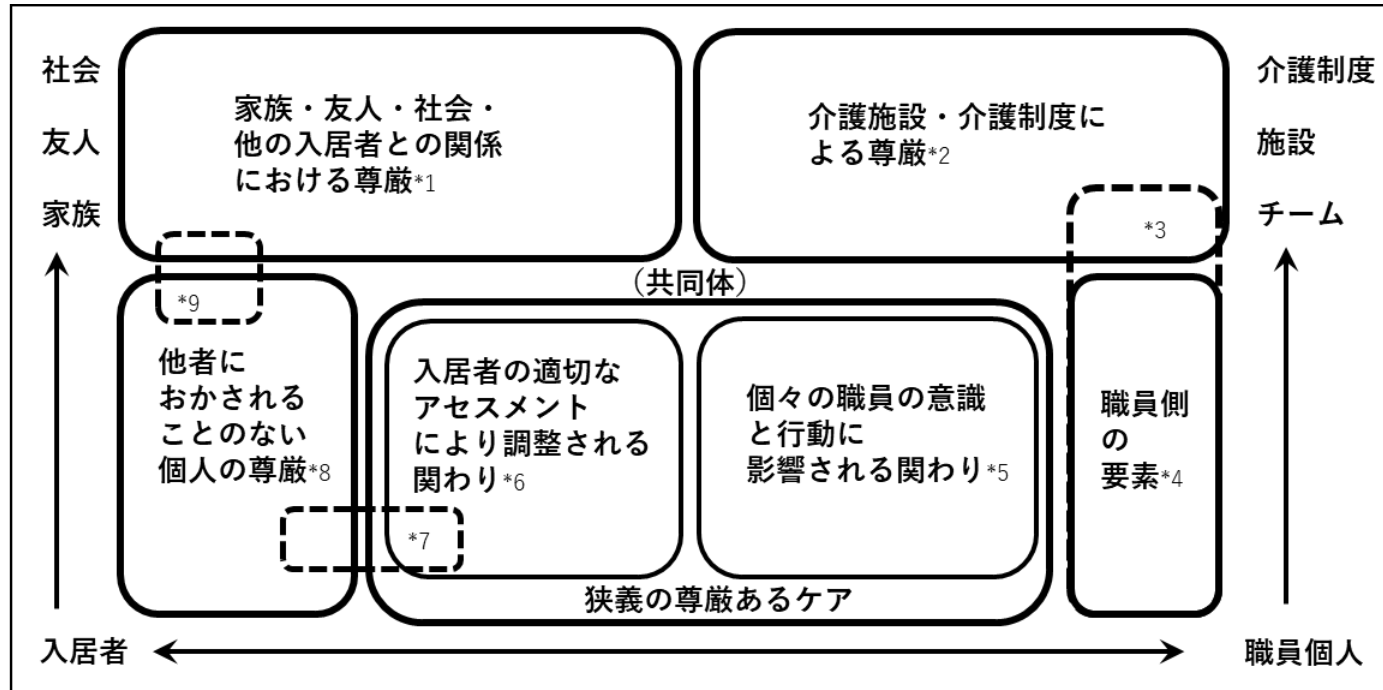 社会
友人
家族
家族・友人・社会・
他の入居者との関係
における尊厳*1
介護施設・介護制度に
よる尊厳*2
介護制度
施設
チーム
*3
（共同体）
*9
他者に
おかされる
ことのない
個人の尊厳*8
入居者の適切な
アセスメント
により調整される
関わり*6
*7
個々の職員の意識
と行動に
影響される関わり*5
職員側
の
要素*4
狭義の尊厳あるケア
入居者
職員個人